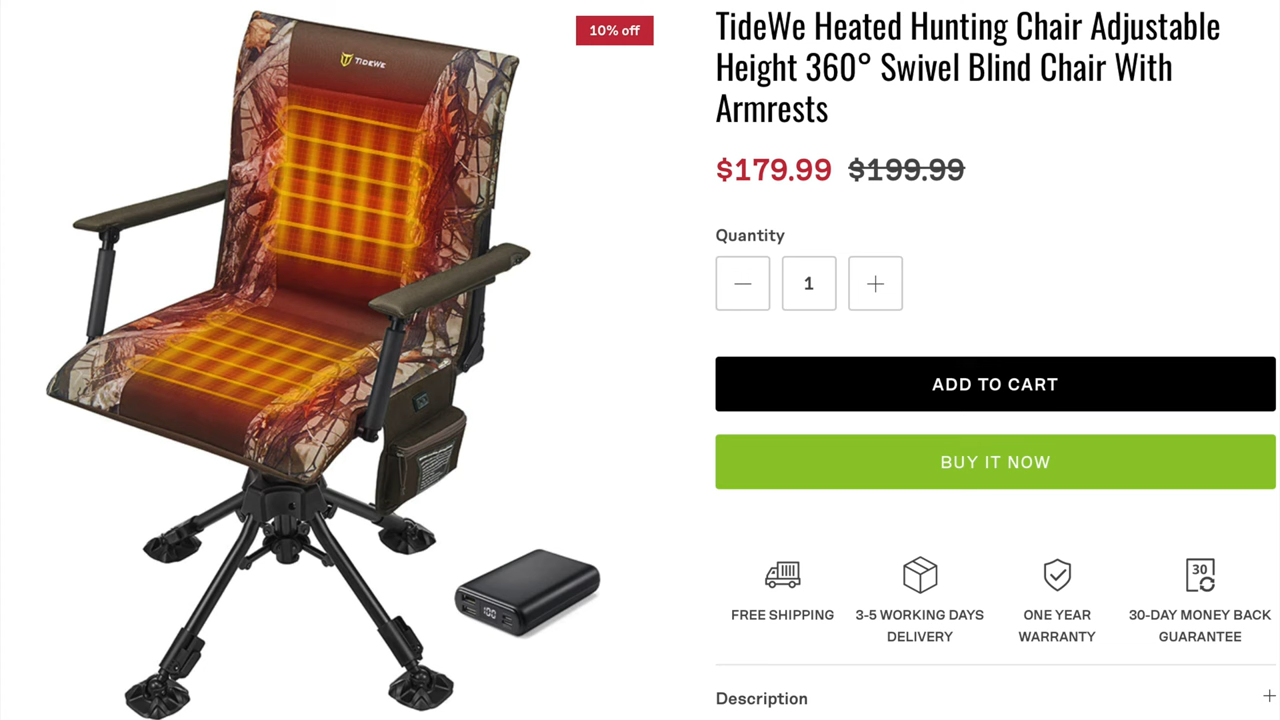 TIDEWE
100
10% off
TideWe Heated Hunting Chair Adjustable
Height 360° Swivel Blind Chair With
Armrests
$179.99 $199.99
Quantity
1
ADD TO CART
BUY IT NOW
30
FREE SHIPPING
3-5 WORKING DAYS
DELIVERY
ONE YEAR
WARRANTY
30-DAY MONEY BACK
GUARANTEE
Description